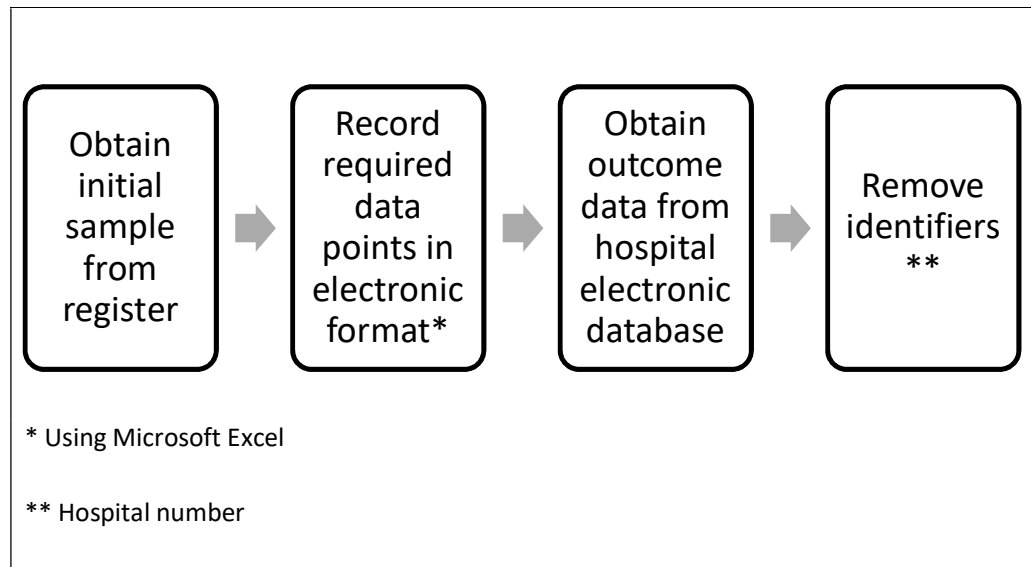 Obtain
initial
sample
from
register
Record
required
data
points in
electronic
format*
Obtain
outcome
data from
hospital
electronic
database
Remove
identifiers
**
* Using Microsoft Excel
** Hospital number